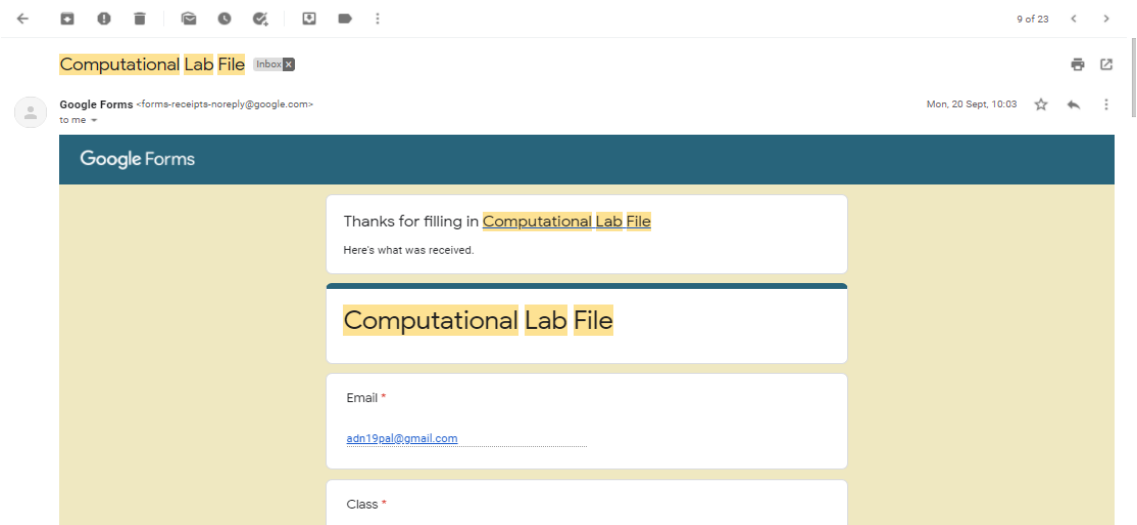 9 of 23
Computational Lab File Inbox x
Google Forms <forms-receipts-noreply@google.com>
Mon, 20 Sept, 10:03
to me
Google Forms
Thanks for filling in Computational Lab File
Here's what was received.
Computational Lab File
Email *
adn19pal@gmail.com
Class *